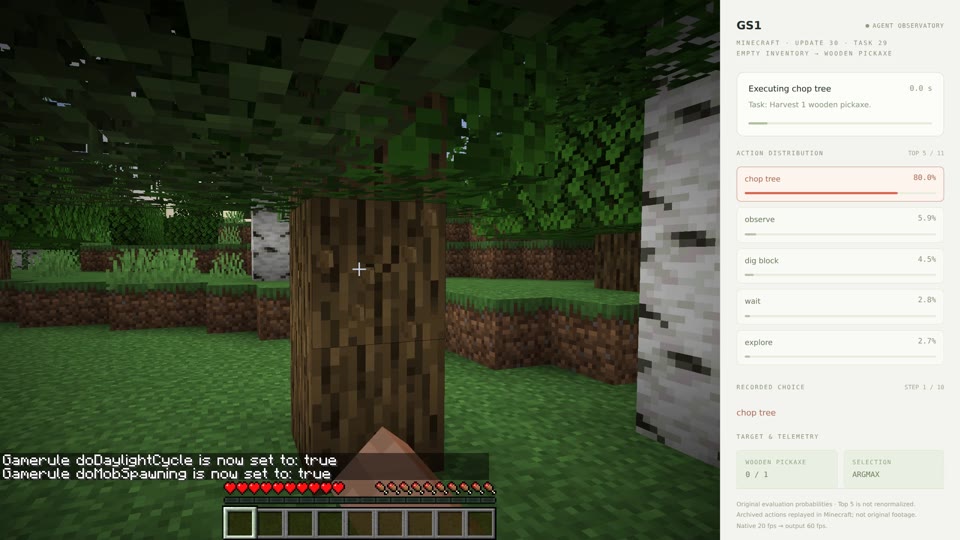 Gamerule doDaylightCycle is now set to: true
Gamerule doMobSpawning is now set to: true
GS1
AGENT OBSERVATORY
MINECRAFT · UPDATE 30 · TASK 29
EMPTY INVENTORY → WOODEN PICKAXE
Executing chop tree
0.0 s
Task: Harvest 1 wooden pickaxe.
ACTION DISTRIBUTION
TOP 5 / 11
chop tree
80.0%
observe
5.9%
dig block
4.5%
wait
2.8%
explore
2.7%
RECORDED CHOICE
STEP 1 / 10
chop tree
TARGET & TELEMETRY
WOODEN PICKAXE
0 / 1
SELECTION
ARGMAX
Original evaluation probabilities · Top 5 is not renormalized.
Archived actions replayed in Minecraft; not original footage.
Native 20 fps → output 60 fps.